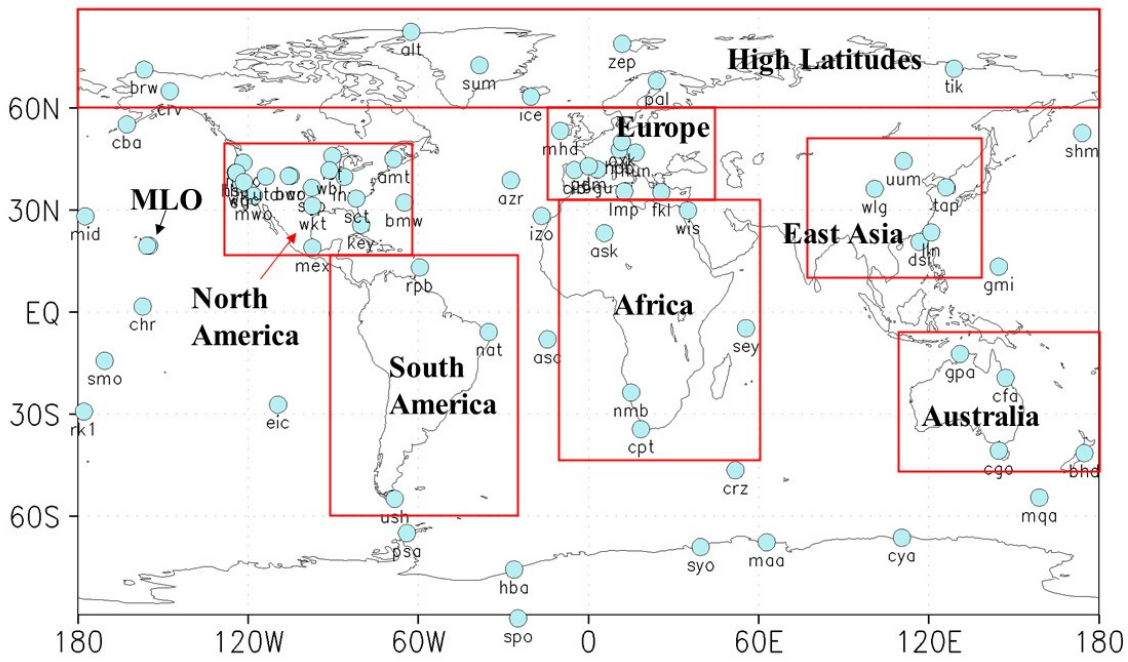 alt
zep
High Latitudes
brw
sum
pal
tik
crv
ice
60N
cba
mhd
Europe
shm
amt
uum
MLO
azr
lmp
fkl
wlg
tap
30N
mid
mwo
wkt
sct
bmw
izo
wis
key
ask
East Asia
dsi
lln
mex
rpb
gmi
North
America
Africa
EQ
chr
nat
asc
sey
smo
South
America
gpa
cfa
nmb
Australia
30S
rk1
eic
cpt
cgo
bhd
crz
60S
ush
mqa
psa
syo
maa
cya
hba
spo
180
120W
60W
0
60E
120E
180